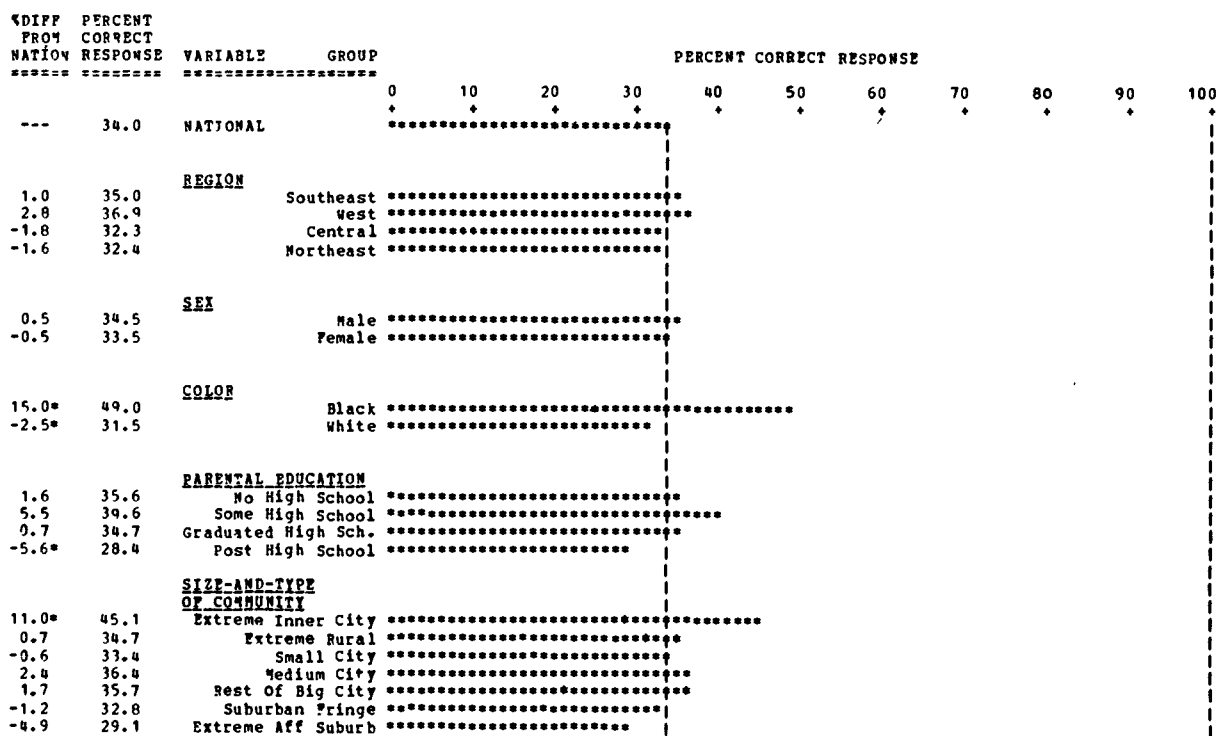 %DIFF PERCENT
FROM CORRECT
NATION RESPONSE VARIABLE GROUP PERCENT CORRECT RESPONSE
====== ======== ===================
0 10 20 30 40 50 60 70 80 90 100
+ + + + + + + + + + +
--- 34.0 NATIONAL **********************************
REGION
1.0 35.0 Southeast ************************************
2.8 36.9 West *************************************
-1.8 32.3 Central *********************************
-1.6 32.4 Northeast *********************************
SEX
0.5 34.5 Male ************************************
-0.5 33.5 Female **********************************
COLOR
15.0* 49.0 Black *************************************************
-2.5* 31.5 White ********************************
PARENTAL EDUCATION
1.6 35.6 No High School ************************************
5.5 39.6 Some High School ****************************************
0.7 34.7 Graduated High Sch. ************************************
-5.6* 28.4 Post High School *****************************
SIZE-AND-TYPE
OF COMMUNITY
11.0* 45.1 Extreme Inner City *********************************************
0.7 34.7 Extreme Rural ************************************
-0.6 33.4 Small City **********************************
2.4 36.4 Medium City *************************************
1.7 35.7 Rest Of Big City *************************************
-1.2 32.8 Suburban Fringe *********************************
-4.9 29.1 Extreme Aff Suburb *****************************